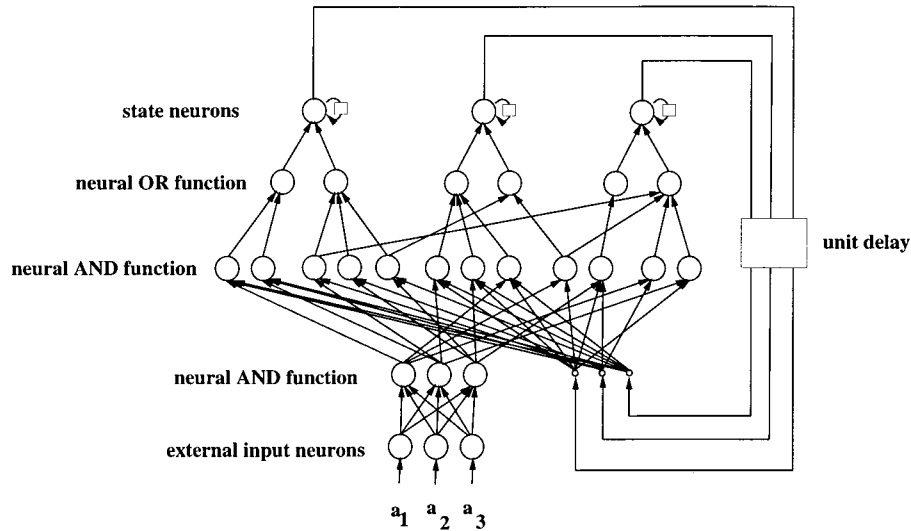 state neurons
neural OR function
unit delay
neural AND function
neural AND function
external input neurons
a1 a2 a3